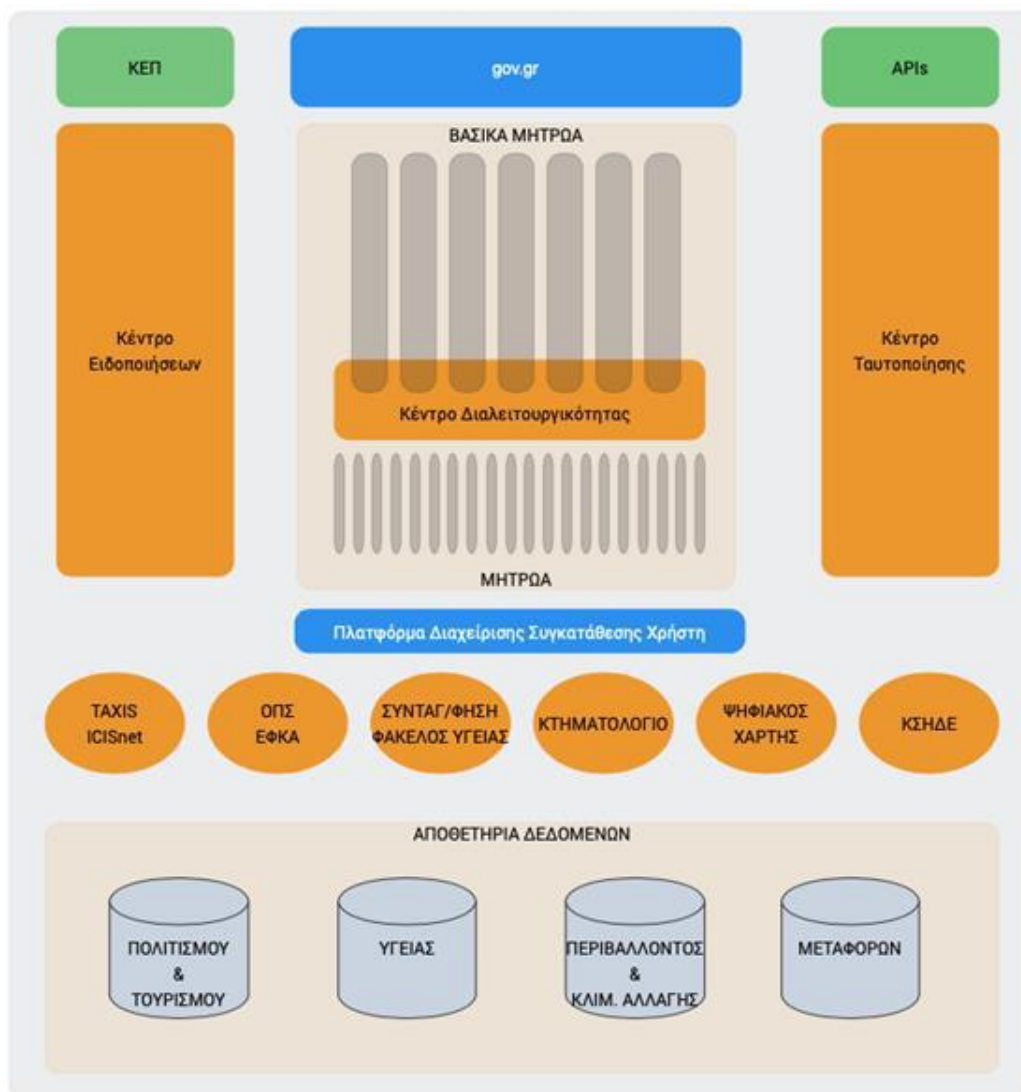 ΚΕΠ
gov.gr
APIs
ΒΑΣΙΚΑ ΜΗΤΡΩΑ
Κέντρο
Ειδοποιήσεων
Κέντρο
Ταυτοποίησης
Κέντρο Διαλειτουργικότητας
ΜΗΤΡΩΑ
Πλατφόρμα Διαχείρισης Συγκατάθεσης Χρήστη
TAXIS
ICISnet
ΟΠΣ
ΕΦΚΑ
ΣΥΝΤΑΓ/ΦΗΣΗ
ΦΑΚΕΛΟΣ ΥΓΕΙΑΣ
ΚΤΗΜΑΤΟΛΟΓΙΟ
ΨΗΦΙΑΚΟΣ
ΧΑΡΤΗΣ
ΚΣΗΔΕ
ΑΠΟΘΕΤΗΡΙΑ ΔΕΔΟΜΕΝΩΝ
ΠΟΛΙΤΙΣΜΟΥ
&
ΤΟΥΡΙΣΜΟΥ
ΥΓΕΙΑΣ
ΠΕΡΙΒΑΛΛΟΝΤΟΣ
&
ΚΛΙΜ. ΑΛΛΑΓΗΣ
ΜΕΤΑΦΟΡΩΝ